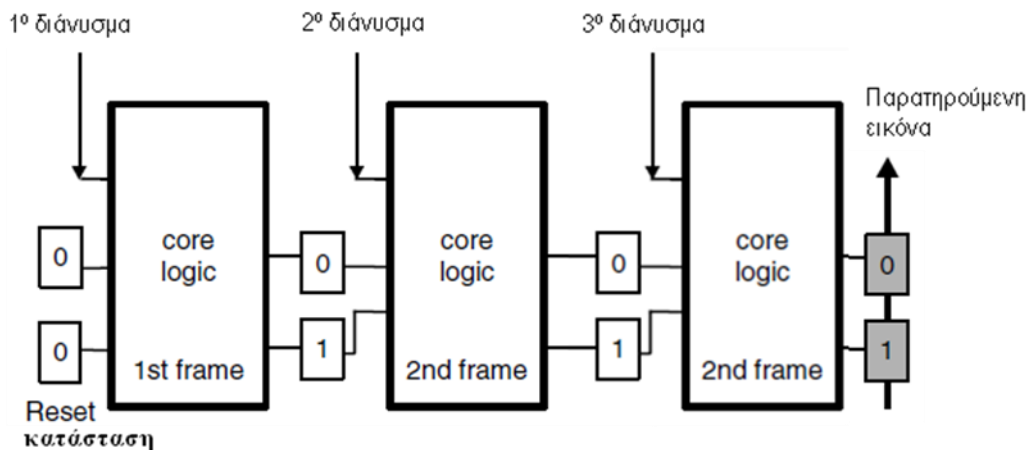 1º διάνυσμα
2º διάνυσμα
3º διάνυσμα
Παρατηρούμενη
εικόνα
0
0
core
logic
1st frame
0
1
core
logic
2nd frame
0
1
core
logic
2nd frame
0
1
Reset
κατάσταση